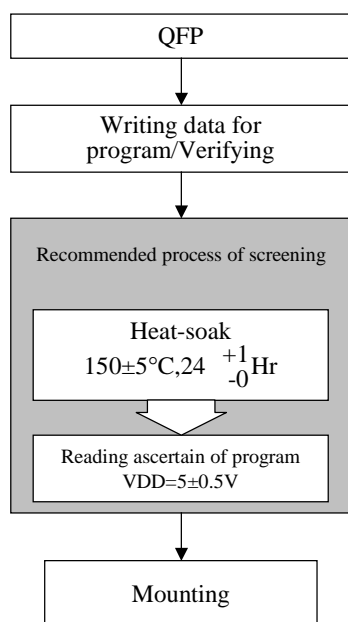 QFP
Writing data for
program/Verifying
Recommended process of screening
Heat-soak
150±5°C,24 +1 -0 Hr
Reading ascertain of program
VDD=5±0.5V
Mounting